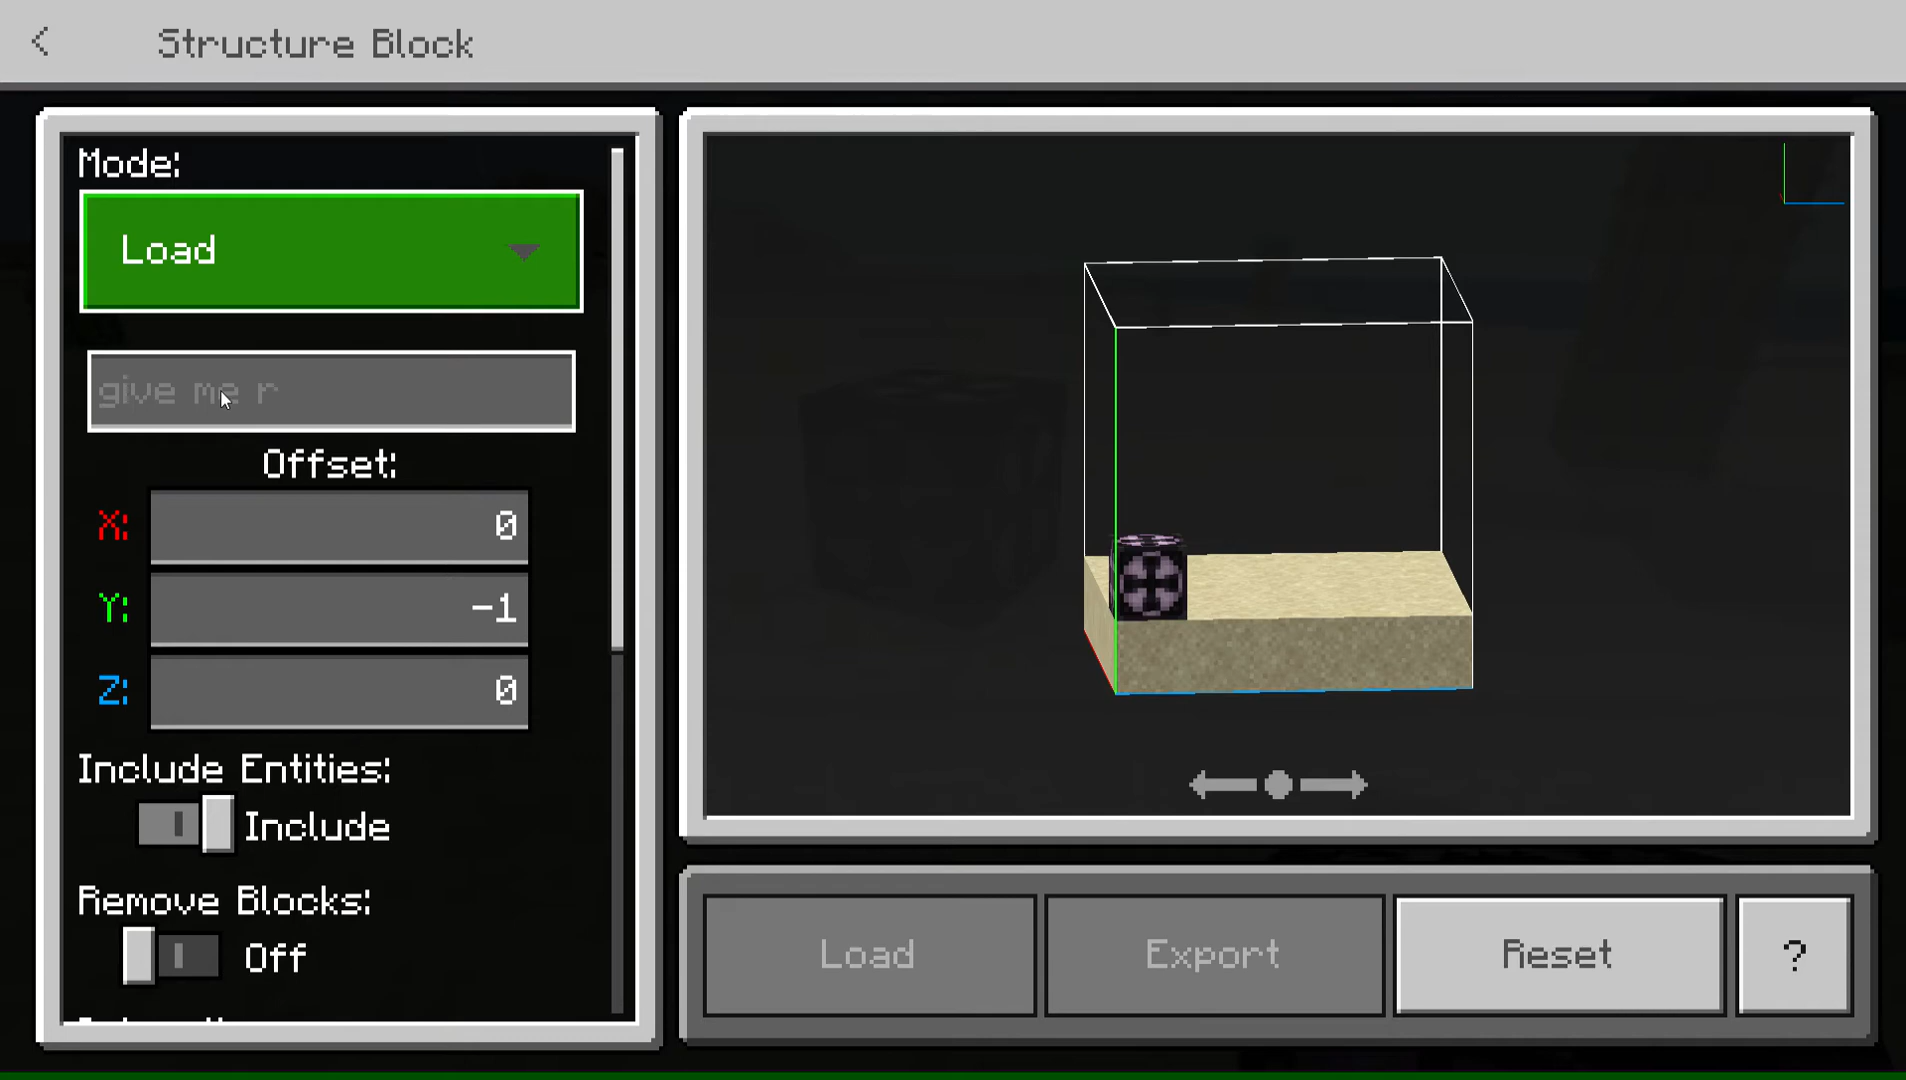 Structure Block
Mode:
Load
give me r
Offset:
X: 0
Y: -1
Z: 0
Include Entities:
Include
Remove Blocks:
Off
Load
Export
Reset
?